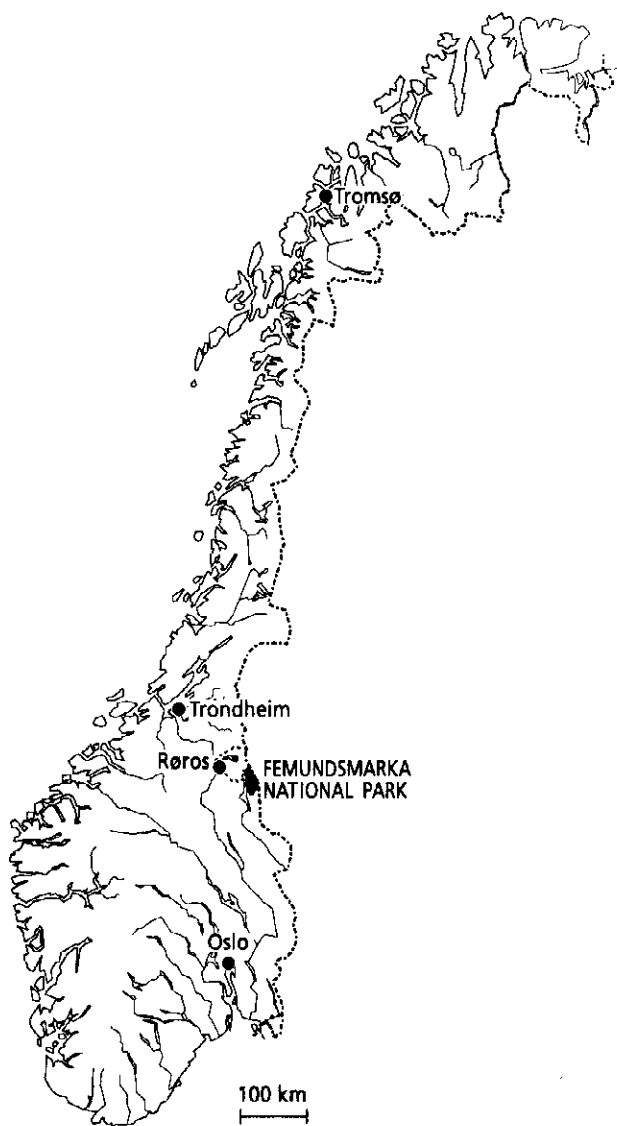 Tromsø
Trondheim
Røros
FEMUNDSMARKA
NATIONAL PARK
Oslo
100 km